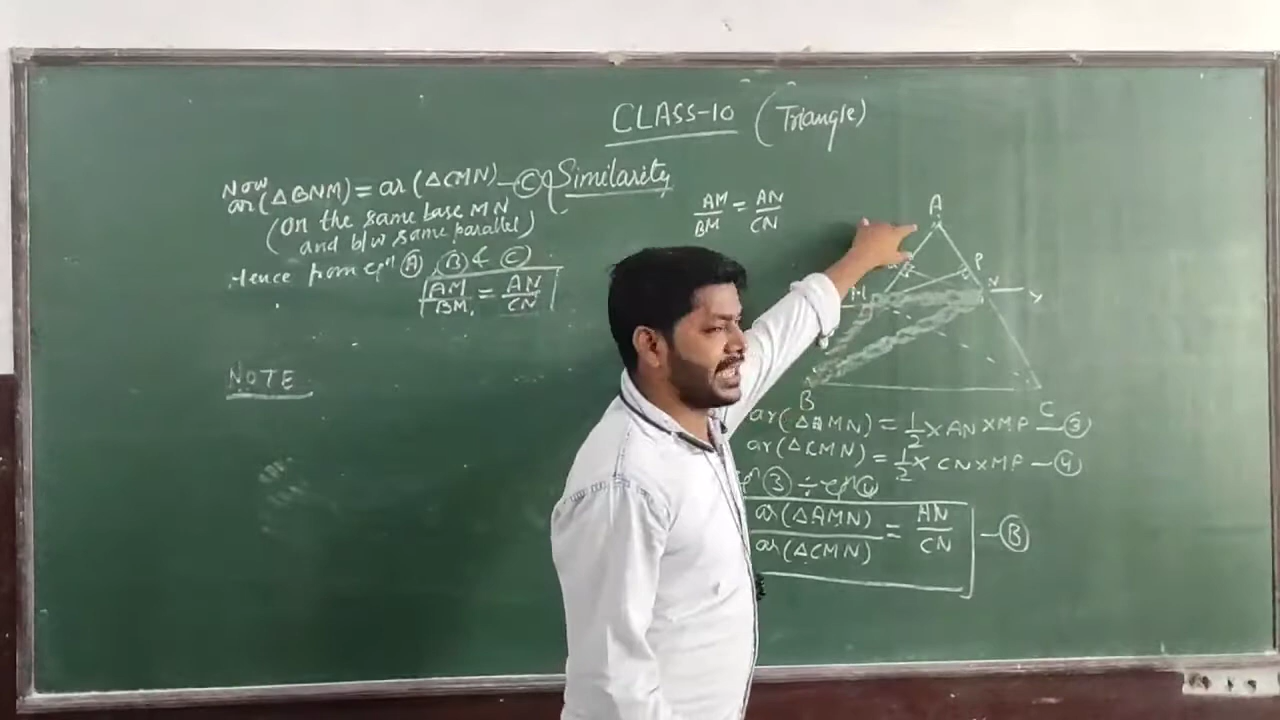 CLASS-10 (Triangle)
Similarity
Now
ar(△BNM) = ar(△CMN) —Ⓒ
(On the same base MN
and b/w same parallel)
Hence from eqⁿ Ⓐ, Ⓑ & Ⓒ
AM/BM = AN/CN
NOTE
AM/BM = AN/CN
A
P
M
N
Y
B
C
ar(△AMN) = 1/2 × AN × MP —③
ar(△CMN) = 1/2 × CN × MP —④
③ ÷ eqⁿ ④
ar(△AMN)/ar(△CMN) = AN/CN —Ⓑ